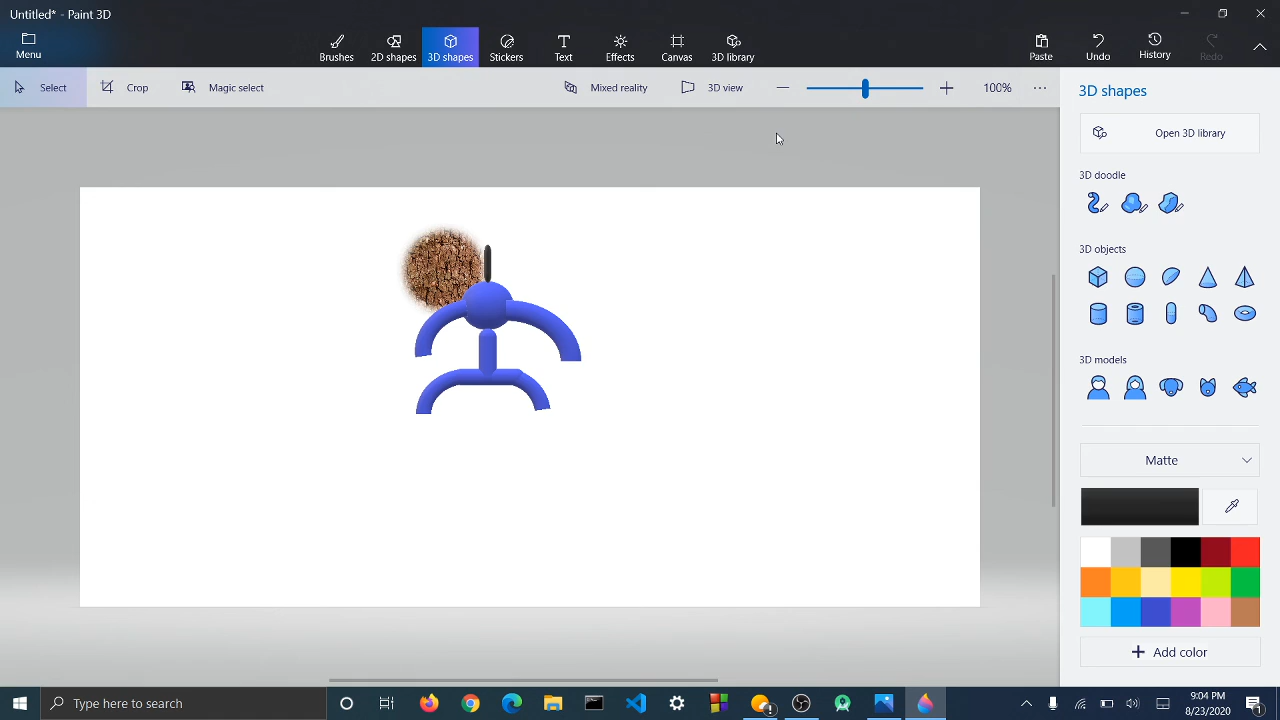 Untitled* - Paint 3D
Menu
Brushes
2D shapes
3D shapes
Stickers
Text
Effects
Canvas
3D library
Paste
Undo
History
Redo
Select
Crop
Magic select
Mixed reality
3D view
100%
3D shapes
Open 3D library
3D doodle
3D objects
3D models
Matte
Add color
Type here to search
9:04 PM
8/23/2020